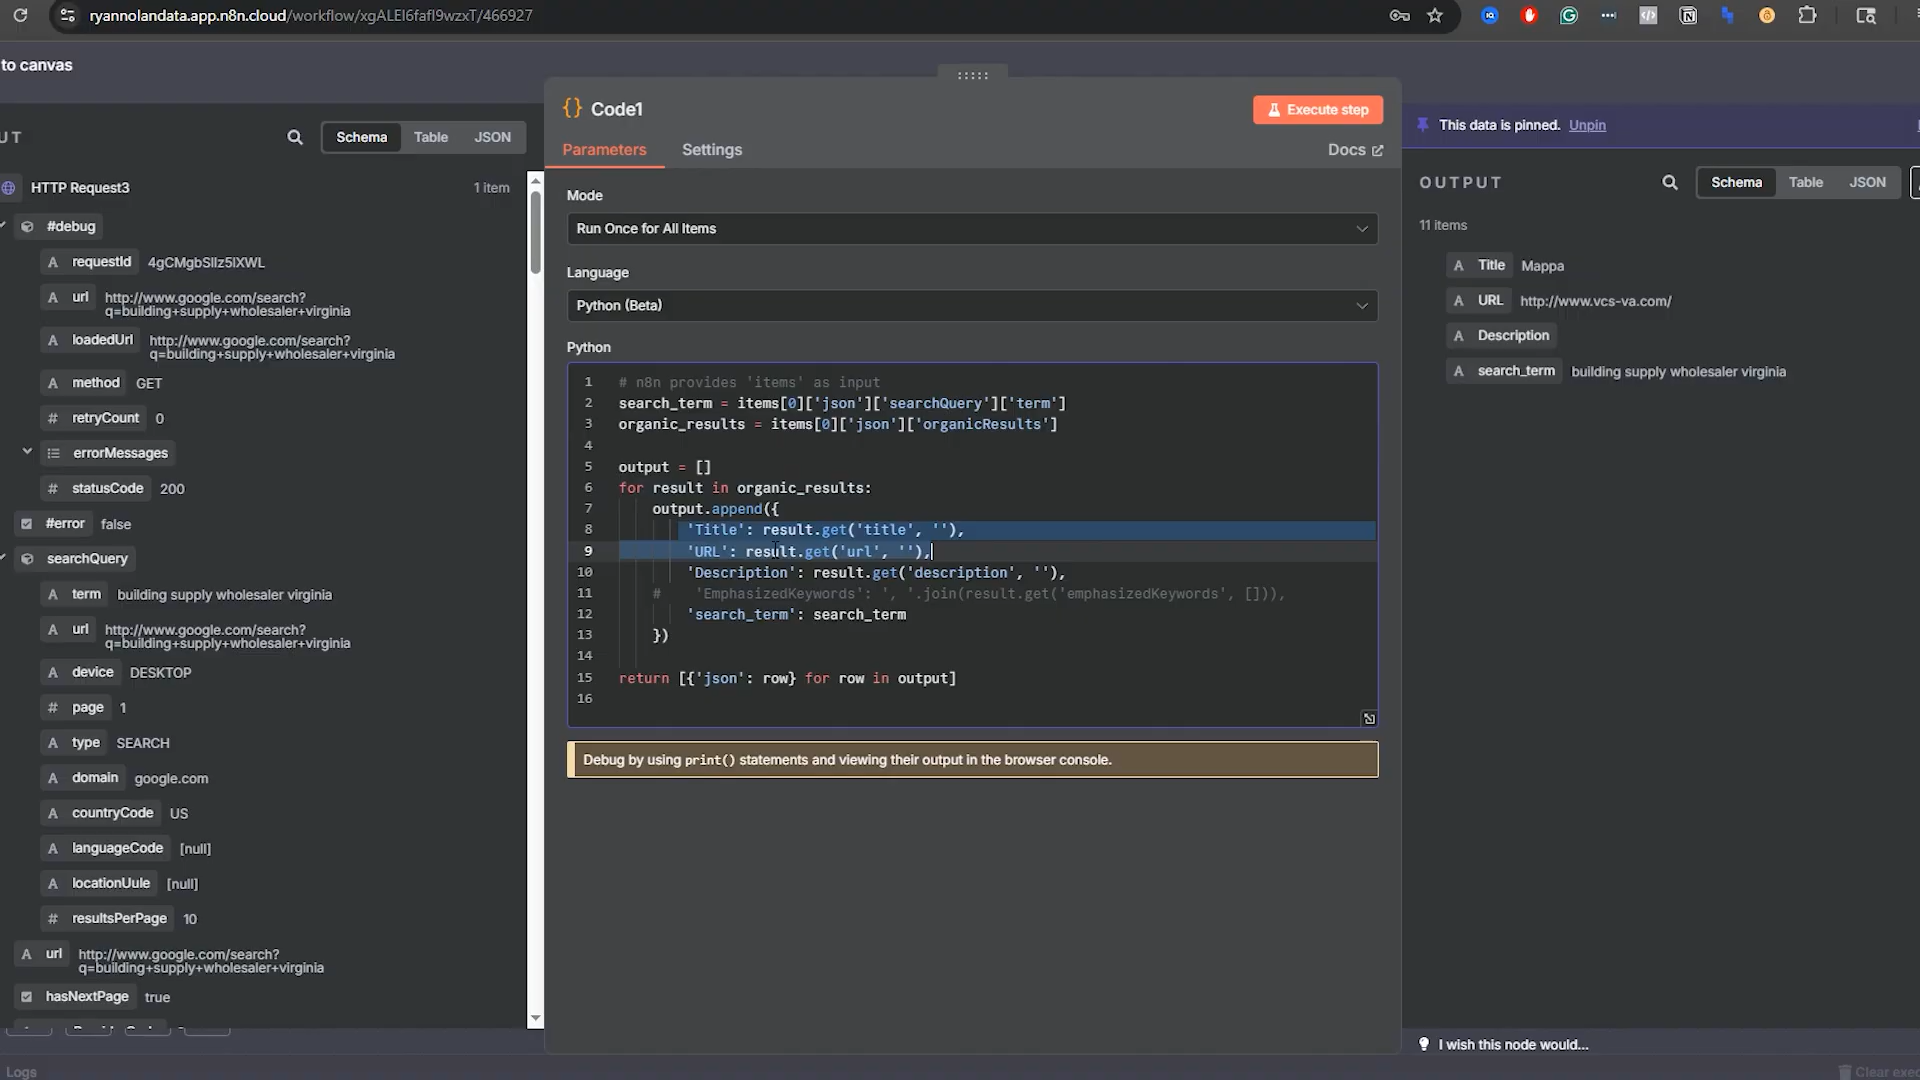 ryannolandata.app.n8n.cloud/workflow/xgALEI6fafI9wzxT/466927
to canvas
UT
Schema
Table
JSON
HTTP Request3
1 item
#debug
A requestId 4gCMgbSIIz5IXWL
A url http://www.google.com/search?
q=building+supply+wholesaler+virginia
A loadedUrl http://www.google.com/search?
q=building+supply+wholesaler+virginia
A method GET
# retryCount 0
errorMessages
# statusCode 200
#error false
searchQuery
A term building supply wholesaler virginia
A url http://www.google.com/search?
q=building+supply+wholesaler+virginia
A device DESKTOP
# page 1
A type SEARCH
A domain google.com
A countryCode US
A languageCode [null]
A locationUule [null]
# resultsPerPage 10
A url http://www.google.com/search?
q=building+supply+wholesaler+virginia
hasNextPage true
Logs
{} Code1
Execute step
Parameters
Settings
Docs
Mode
Run Once for All Items
Language
Python (Beta)
Python
1 # n8n provides 'items' as input
2 search_term = items[0]['json']['searchQuery']['term']
3 organic_results = items[0]['json']['organicResults']
4
5 output = []
6 for result in organic_results:
7 output.append({
8 'Title': result.get('title', ''),
9 'URL': result.get('url', ''),
10 'Description': result.get('description', ''),
11 # 'EmphasizedKeywords': ', '.join(result.get('emphasizedKeywords', [])),
12 'search_term': search_term
13 })
14
15 return [{'json': row} for row in output]
16
Debug by using print() statements and viewing their output in the browser console.
This data is pinned. Unpin
OUTPUT
Schema
Table
JSON
11 items
A Title Mappa
A URL http://www.vcs-va.com/
A Description
A search_term building supply wholesaler virginia
I wish this node would...
Clear exec